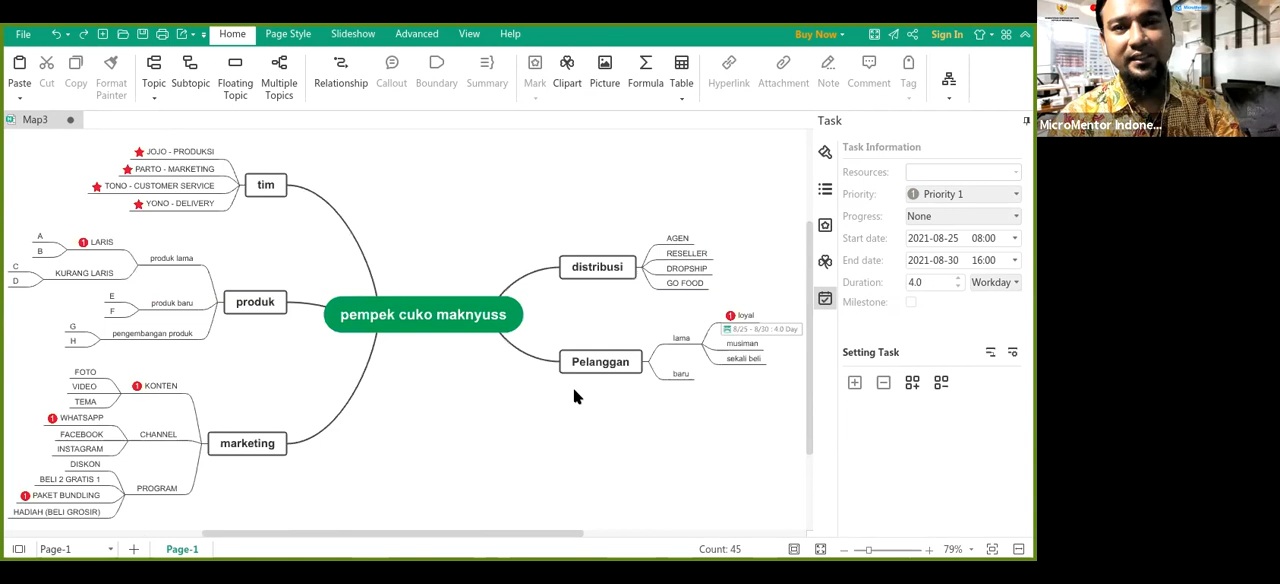 File
Home
Page Style
Slideshow
Advanced
View
Help
Buy Now
Sign In
Paste
Cut
Copy
Format Painter
Topic
Subtopic
Floating Topic
Multiple Topics
Relationship
Callout
Boundary
Summary
Mark
Clipart
Picture
Formula
Table
Hyperlink
Attachment
Note
Comment
Tag
MicroMentor Indone...
Map3
JOJO - PRODUKSI
PARTO - MARKETING
TONO - CUSTOMER SERVICE
YONO - DELIVERY
tim
A
B
1 LARIS
C
D
KURANG LARIS
produk lama
E
F
produk baru
G
H
pengembangan produk
produk
pempek cuko maknyuss
FOTO
VIDEO
TEMA
1 KONTEN
1 WHATSAPP
FACEBOOK
INSTAGRAM
CHANNEL
DISKON
BELI 2 GRATIS 1
1 PAKET BUNDLING
HADIAH (BELI GROSIR)
PROGRAM
marketing
distribusi
AGEN
RESELLER
DROPSHIP
GO FOOD
Pelanggan
lama
1 loyal
8/25 - 8/30 : 4.0 Day
musiman
sekali beli
baru
Task
Task Information
Resources:
Priority: 1 Priority 1
Progress: None
Start date: 2021-08-25 08:00
End date: 2021-08-30 16:00
Duration: 4.0 Workday
Milestone:
Setting Task
Page-1
Page-1
Count: 45
79%